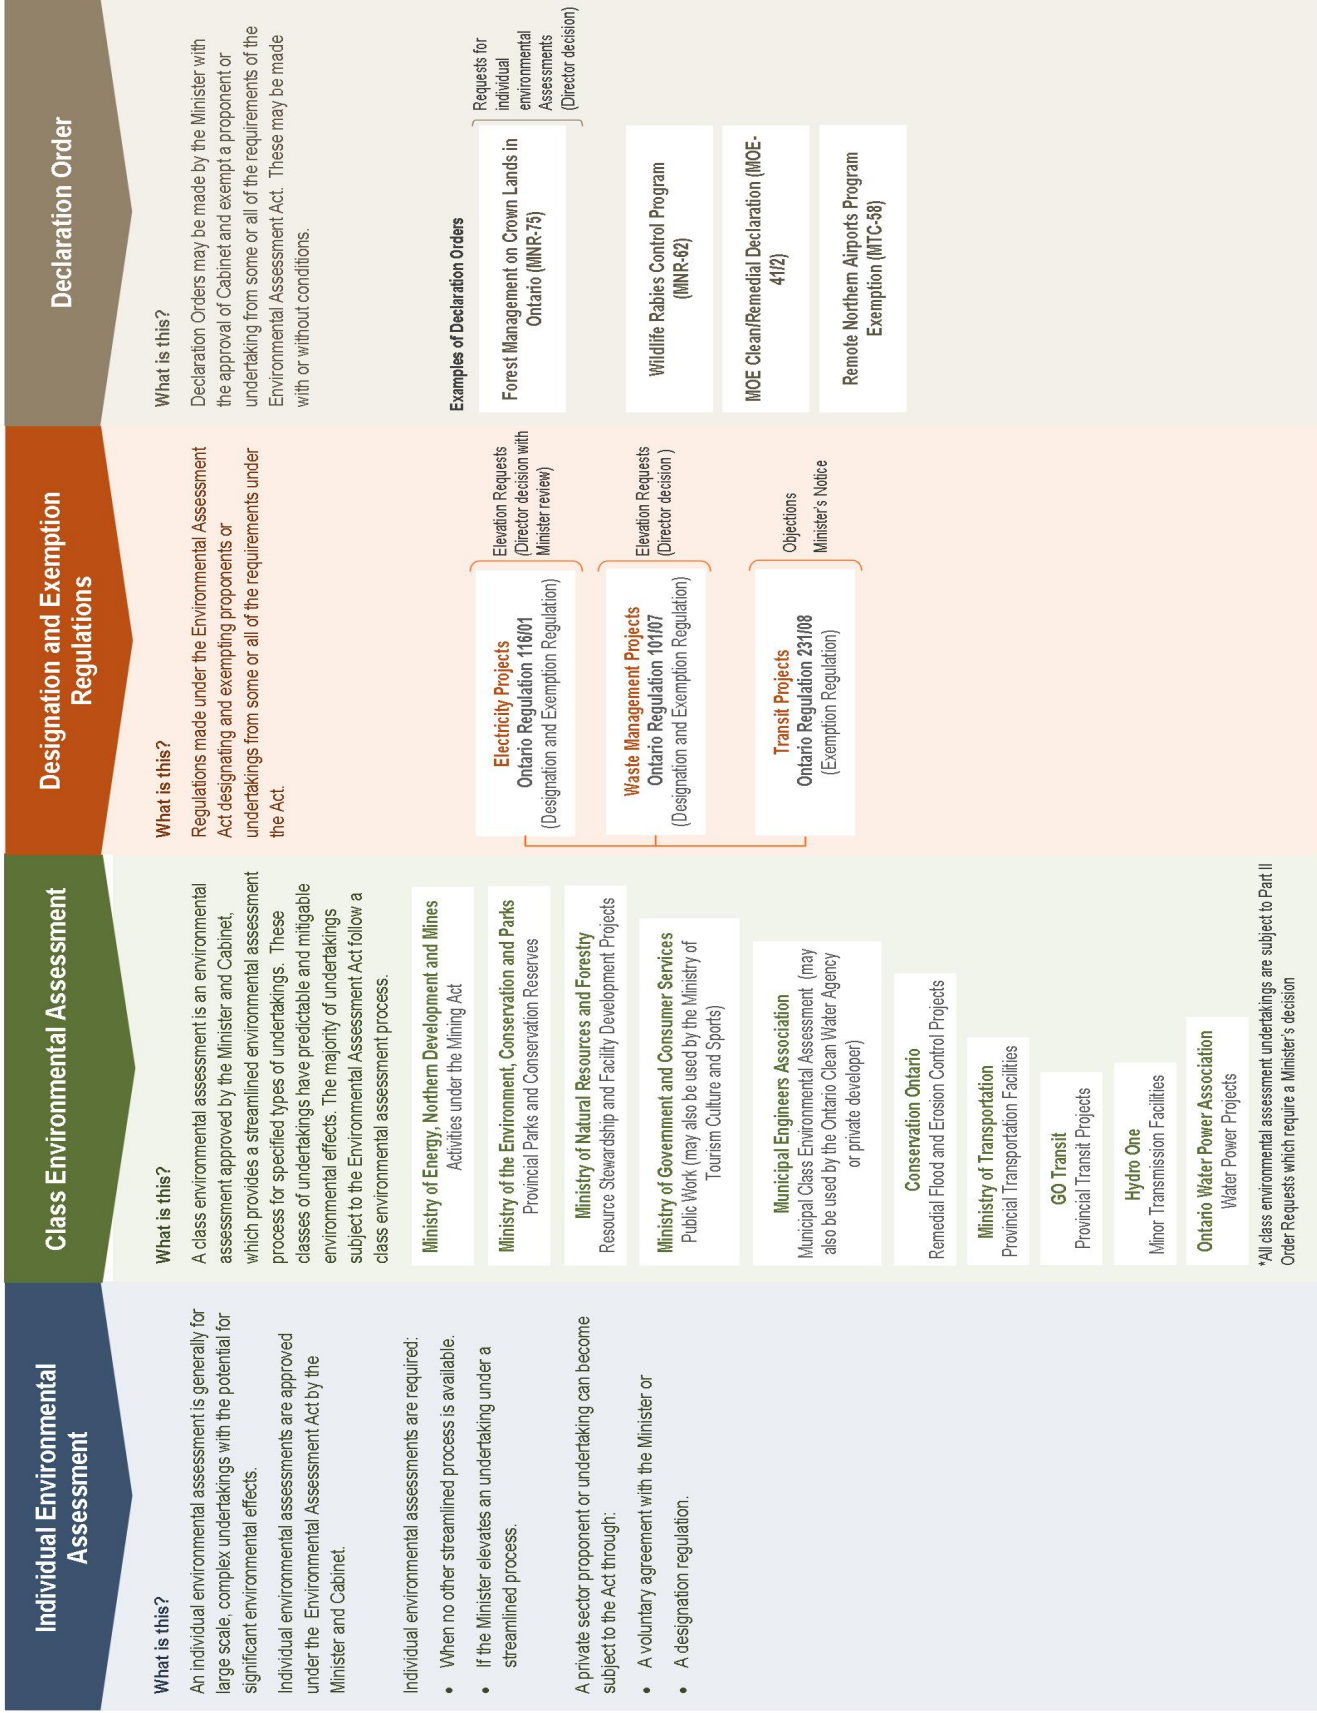 Individual Environmental
Assessment
What is this?
An individual environmental assessment is generally for
large scale, complex undertakings with the potential for
significant environmental effects.
Individual environmental assessments are approved
under the Environmental Assessment Act by the
Minister and Cabinet.
Individual environmental assessments are required:
• When no other streamlined process is available.
• If the Minister elevates an undertaking under a
streamlined process.
A private sector proponent or undertaking can become
subject to the Act through:
• A voluntary agreement with the Minister or
• A designation regulation.
Class Environmental Assessment
What is this?
A class environmental assessment is an environmental
assessment approved by the Minister and Cabinet,
which provides a streamlined environmental assessment
process for specified types of undertakings. These
classes of undertakings have predictable and mitigable
environmental effects. The majority of undertakings
subject to the Environmental Assessment Act follow a
class environmental assessment process.
Ministry of Energy, Northern Development and Mines
Activities under the Mining Act
Ministry of the Environment, Conservation and Parks
Provincial Parks and Conservation Reserves
Ministry of Natural Resources and Forestry
Resource Stewardship and Facility Development Projects
Ministry of Government and Consumer Services
Public Work (may also be used by the Ministry of
Tourism Culture and Sports)
Municipal Engineers Association
Municipal Class Environmental Assessment (may
also be used by the Ontario Clean Water Agency
or private developer)
Conservation Ontario
Remedial Flood and Erosion Control Projects
Ministry of Transportation
Provincial Transportation Facilities
GO Transit
Provincial Transit Projects
Hydro One
Minor Transmission Facilities
Ontario Water Power Association
Water Power Projects
*All class environmental assessment undertakings are subject to Part II
Order Requests which require a Minister's decision
Designation and Exemption
Regulations
What is this?
Regulations made under the Environmental Assessment
Act designating and exempting proponents or
undertakings from some or all of the requirements under
the Act.
Electricity Projects
Ontario Regulation 116/01
(Designation and Exemption Regulation)
Elevation Requests
(Director decision with
Minister review)
Waste Management Projects
Ontario Regulation 101/07
(Designation and Exemption Regulation)
Elevation Requests
(Director decision )
Transit Projects
Ontario Regulation 231/08
(Exemption Regulation)
Objections
Minister's Notice
Declaration Order
What is this?
Declaration Orders may be made by the Minister with
the approval of Cabinet and exempt a proponent or
undertaking from some or all of the requirements of the
Environmental Assessment Act. These may be made
with or without conditions.
Examples of Declaration Orders
Forest Management on Crown Lands in
Ontario (MNR-75)
Requests for
individual
environmental
Assessments
(Director decision)
Wildlife Rabies Control Program
(MNR-62)
MOE Clean/Remedial Declaration (MOE-
41/2)
Remote Northern Airports Program
Exemption (MTC-58)